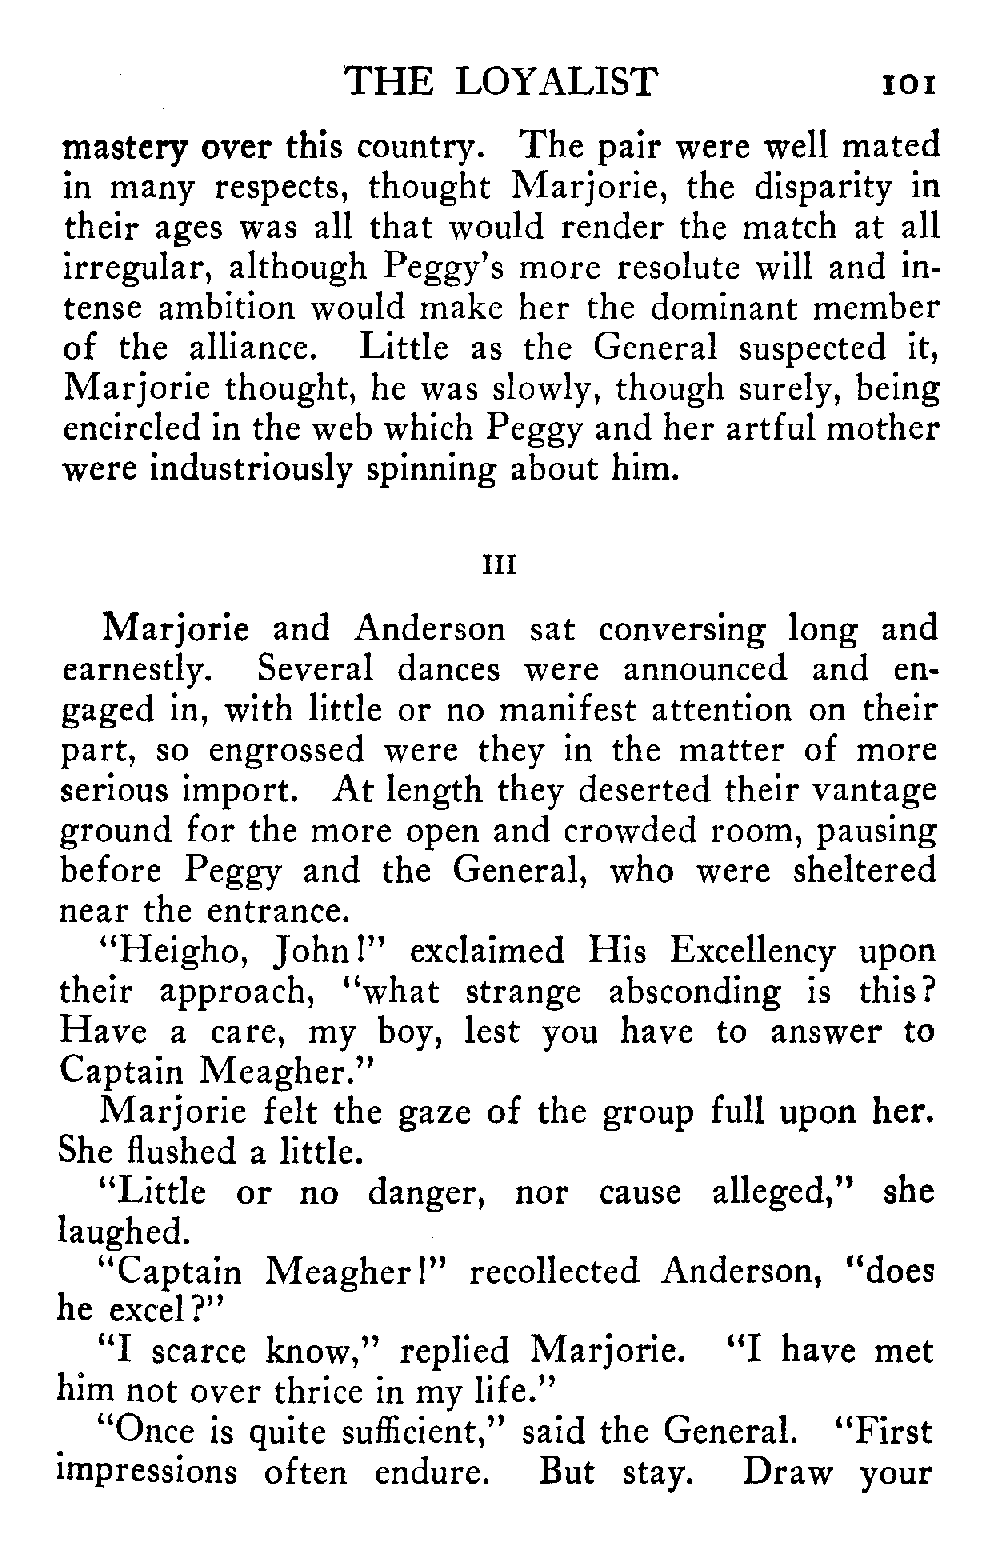 THE LOYALIST 101
mastery over this country. The pair were well mated
in many respects, thought Marjorie, the disparity in
their ages was all that would render the match at all
irregular, although Peggy's more resolute will and in-
tense ambition would make her the dominant member
of the alliance. Little as the General suspected it,
Marjorie thought, he was slowly, though surely, being
encircled in the web which Peggy and her artful mother
were industriously spinning about him.
III
Marjorie and Anderson sat conversing long and
earnestly. Several dances were announced and en-
gaged in, with little or no manifest attention on their
part, so engrossed were they in the matter of more
serious import. At length they deserted their vantage
ground for the more open and crowded room, pausing
before Peggy and the General, who were sheltered
near the entrance.
"Heigho, John!" exclaimed His Excellency upon
their approach, "what strange absconding is this?
Have a care, my boy, lest you have to answer to
Captain Meagher."
Marjorie felt the gaze of the group full upon her.
She flushed a little.
"Little or no danger, nor cause alleged," she
laughed.
"Captain Meagher!" recollected Anderson, "does
he excel?"
"I scarce know," replied Marjorie. "I have met
him not over thrice in my life."
"Once is quite sufficient," said the General. "First
impressions often endure. But stay. Draw your